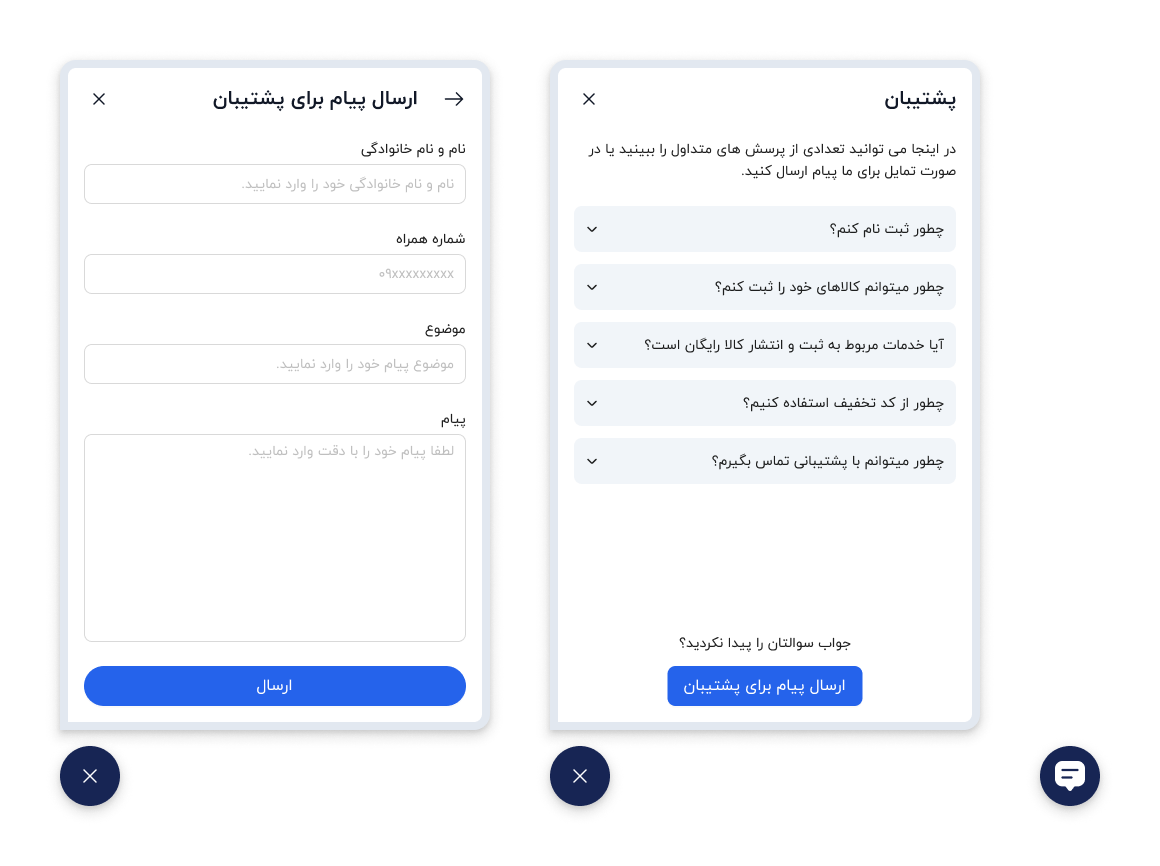 پشتیبان
در اینجا می توانید تعدادی از پرسش های متداول را ببینید یا در
صورت تمایل برای ما پیام ارسال کنید.
چطور ثبت نام کنم؟
چطور میتوانم کالاهای خود را ثبت کنم؟
آیا خدمات مربوط به ثبت و انتشار کالا رایگان است؟
چطور از کد تخفیف استفاده کنیم؟
چطور میتوانم با پشتیبانی تماس بگیرم؟
جواب سوالتان را پیدا نکردید؟
ارسال پیام برای پشتیبان
ارسال پیام برای پشتیبان
نام و نام خانوادگی
نام و نام خانوادگی خود را وارد نمایید.
شماره همراه
۰۹xxxxxxxxx
موضوع
موضوع پیام خود را وارد نمایید.
پیام
لطفا پیام خود را با دقت وارد نمایید.
ارسال